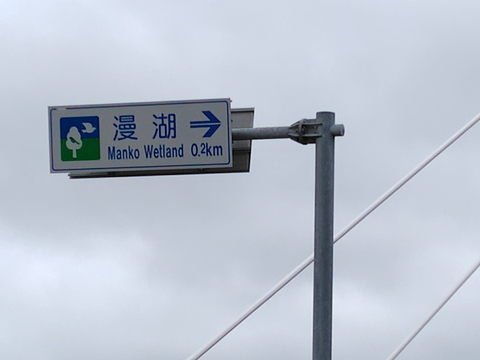 漫湖 →
Manko Wetland 0.2km